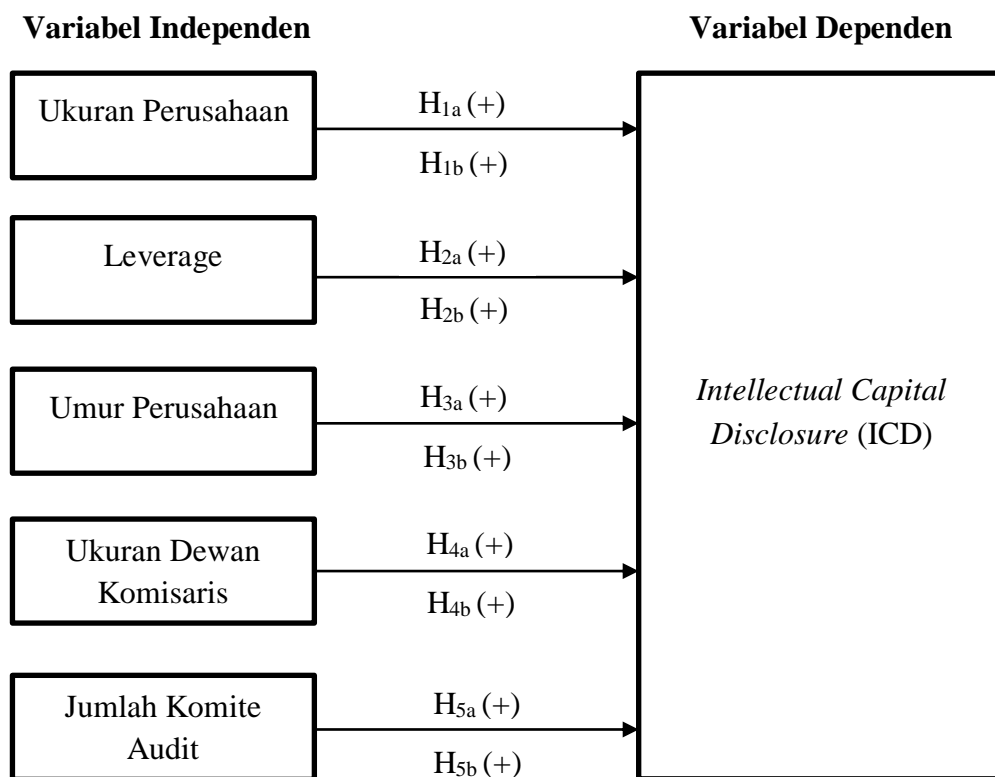 Variabel Independen
Variabel Dependen
Ukuran Perusahaan
H1a (+)
H1b (+)
Leverage
H2a (+)
H2b (+)
Umur Perusahaan
H3a (+)
H3b (+)
Intellectual Capital
Disclosure (ICD)
Ukuran Dewan
Komisaris
H4a (+)
H4b (+)
Jumlah Komite
Audit
H5a (+)
H5b (+)